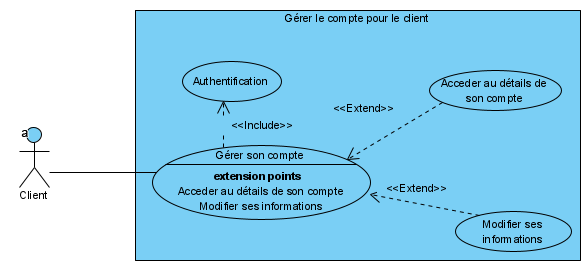 Gérer le compte pour le client
Authentification
Acceder au détails de
son compte
<<Extend>>
<<Include>>
a
Gérer son compte
extension points
Acceder au détails de son compte
Modifier ses informations
<<Extend>>
Client
Modifier ses
informations